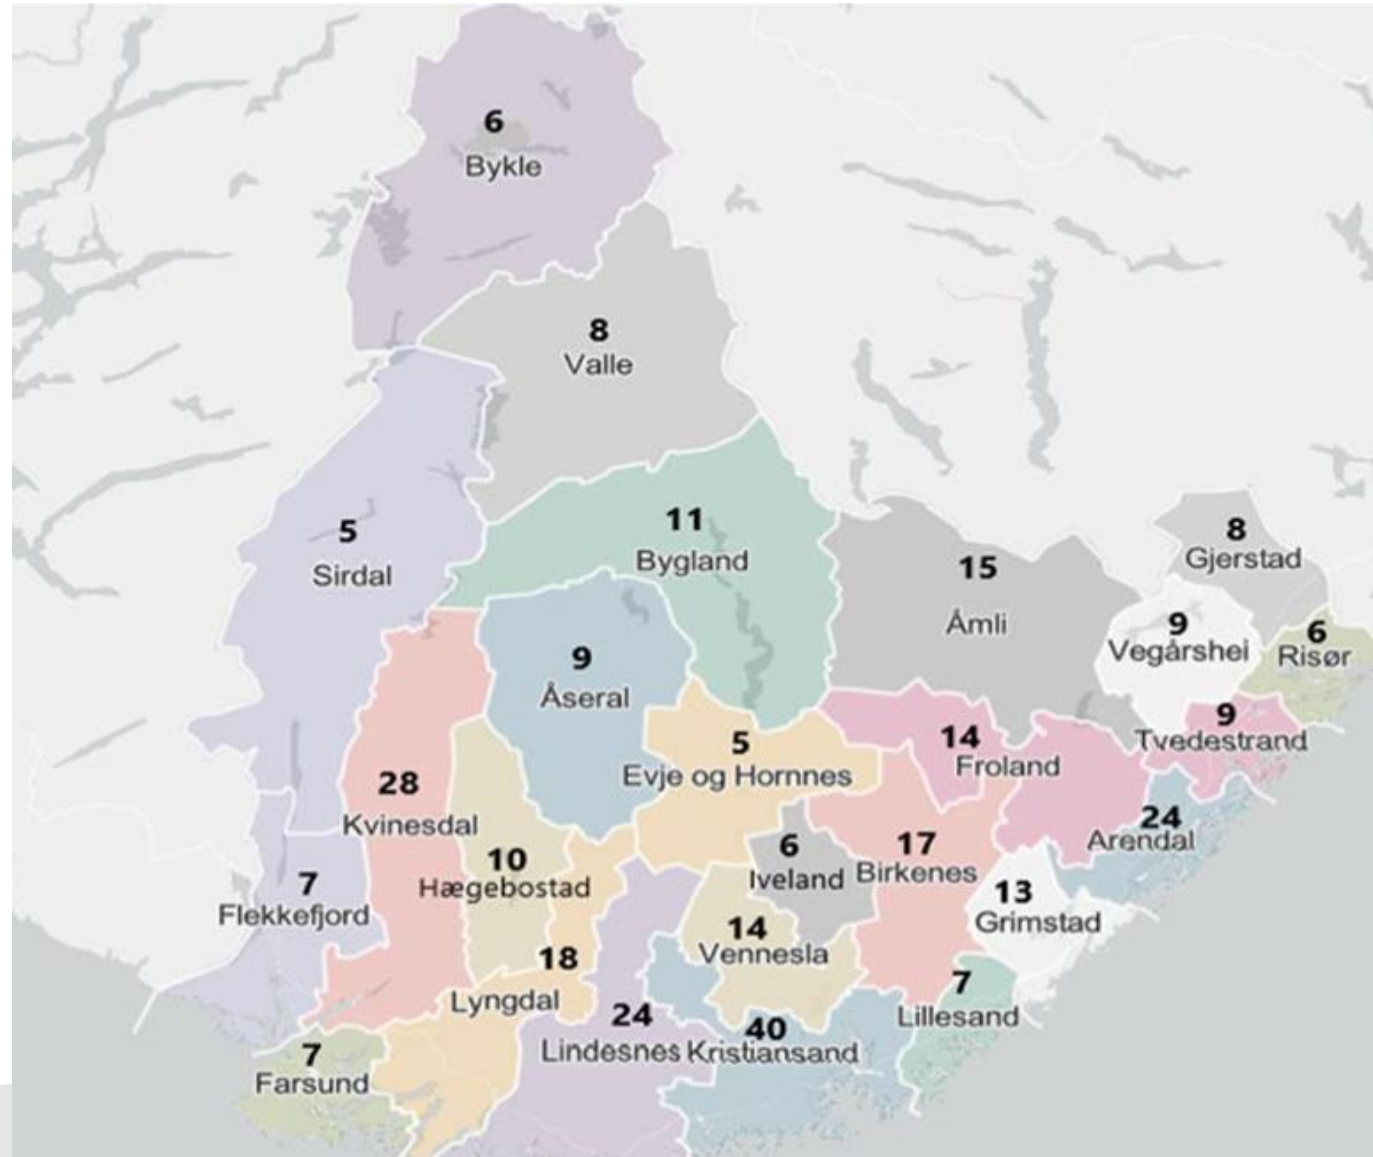 6
Bykle
8
Valle
11
Bygland
5
Sirdal
15
Åmli
8
Gjerstad
9
Vegårshei
6
Risør
9
Åseral
9
Tvedestrand
5
Evje og Hornnes
14
Froland
28
Kvinesdal
24
Arendal
10
Hægebostad
6
Iveland
17
Birkenes
7
Flekkefjord
13
Grimstad
14
Vennesla
18
Lyngdal
7
Lillesand
24
Lindesnes
40
Kristiansand
7
Farsund